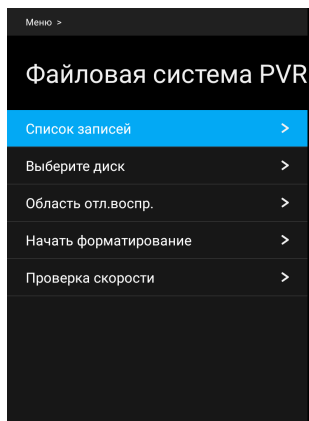 Меню >
Файловая система PVR
Список записей >
Выберите диск >
Область отл.воспр. >
Начать форматирование >
Проверка скорости >